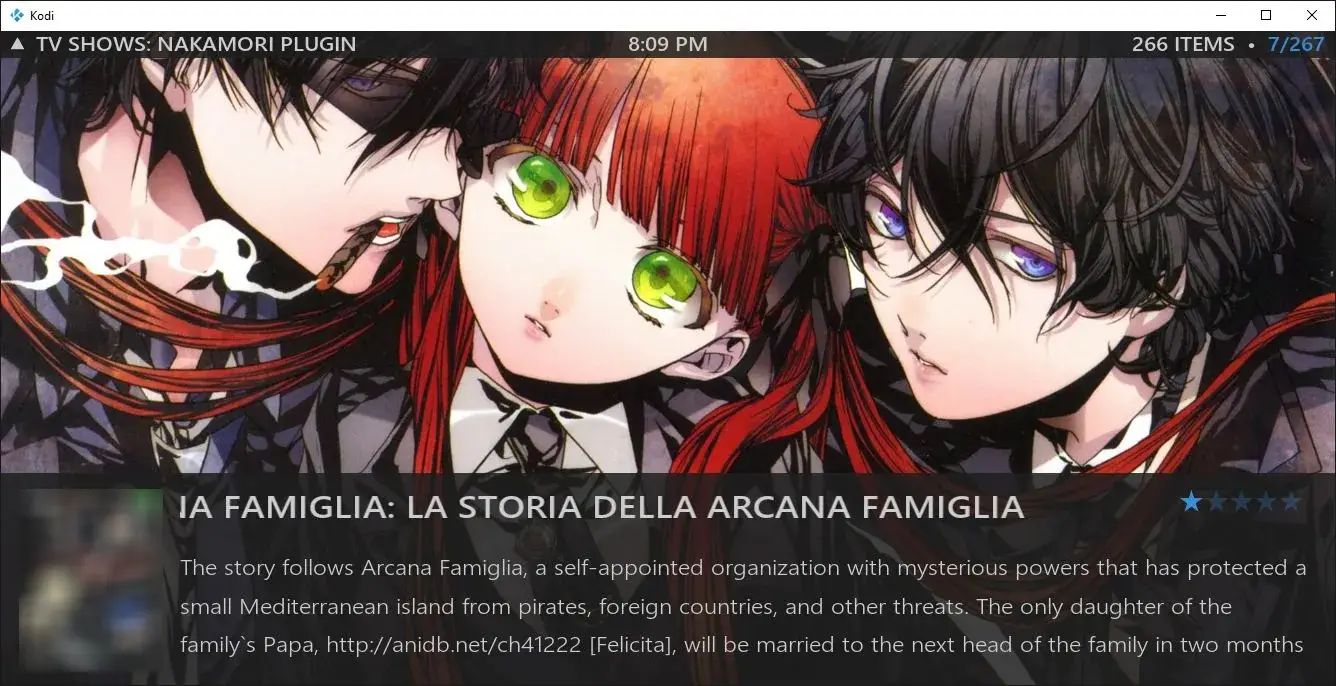 Kodi
TV SHOWS: NAKAMORI PLUGIN
8:09 PM
266 ITEMS • 7/267
IA FAMIGLIA: LA STORIA DELLA ARCANA FAMIGLIA
The story follows Arcana Famiglia, a self-appointed organization with mysterious powers that has protected a
small Mediterranean island from pirates, foreign countries, and other threats. The only daughter of the
family`s Papa, http://anidb.net/ch41222 [Felicita], will be married to the next head of the family in two months